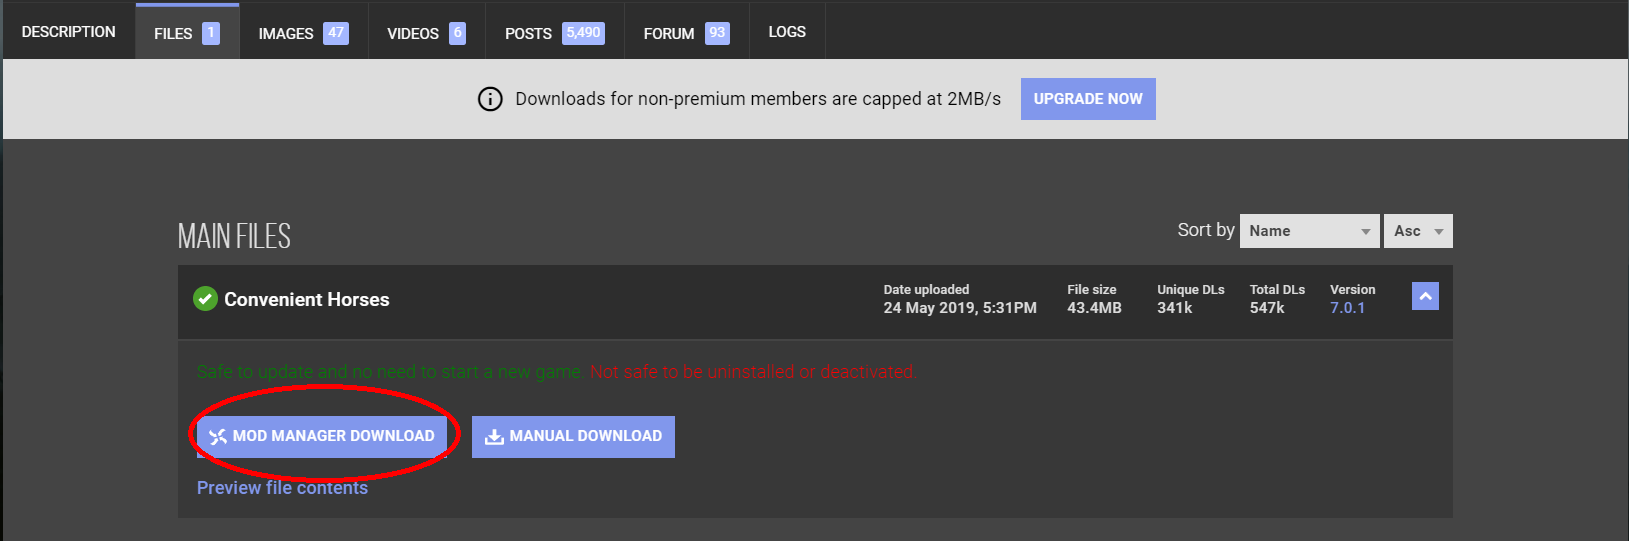 DESCRIPTION FILES 1 IMAGES 47 VIDEOS 6 POSTS 5,490 FORUM 93 LOGS
Downloads for non-premium members are capped at 2MB/s UPGRADE NOW
MAIN FILES Sort by Name Asc
Convenient Horses
Date uploaded File size Unique DLs Total DLs Version
24 May 2019, 5:31PM 43.4MB 341k 547k 7.0.1
Safe to update and no need to start a new game. Not safe to be uninstalled or deactivated.
MOD MANAGER DOWNLOAD MANUAL DOWNLOAD
Preview file contents